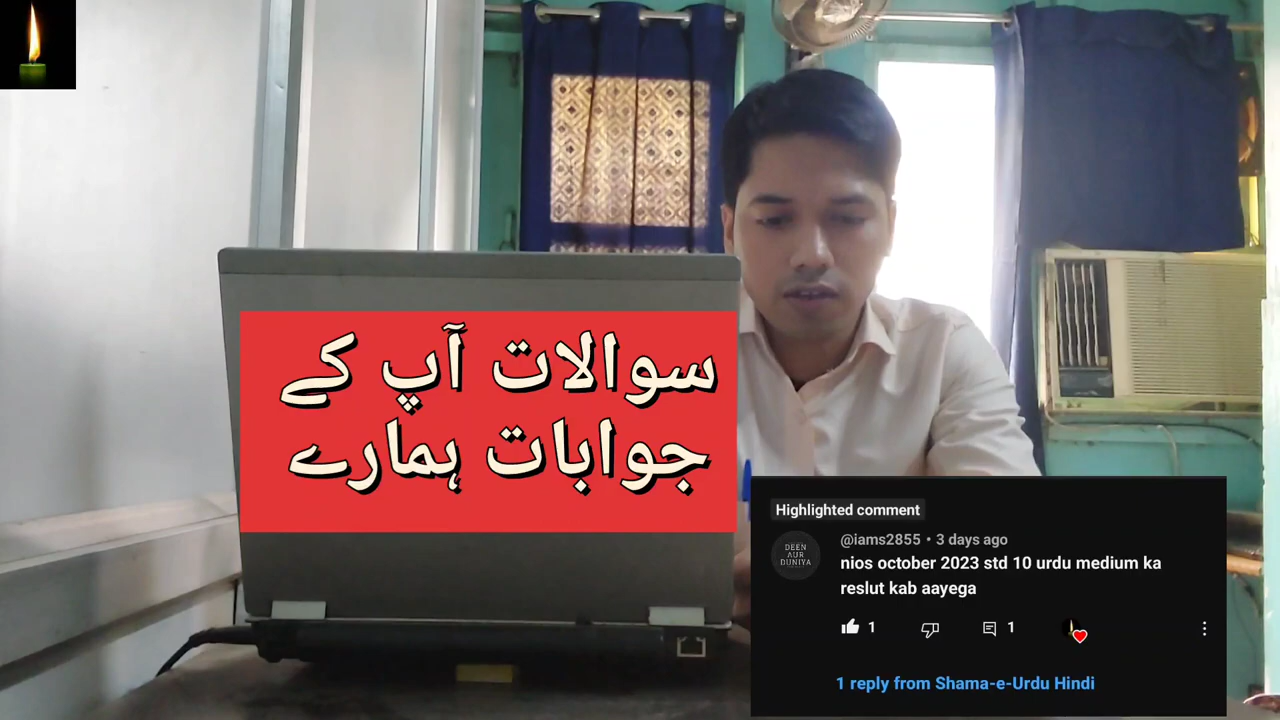 سوالات آپ کے
جوابات ہمارے
Highlighted comment
DEEN
AUR
DUNIYA
@iams2855 • 3 days ago
nios october 2023 std 10 urdu medium ka
reslut kab aayega
1 1
1 reply from Shama-e-Urdu Hindi